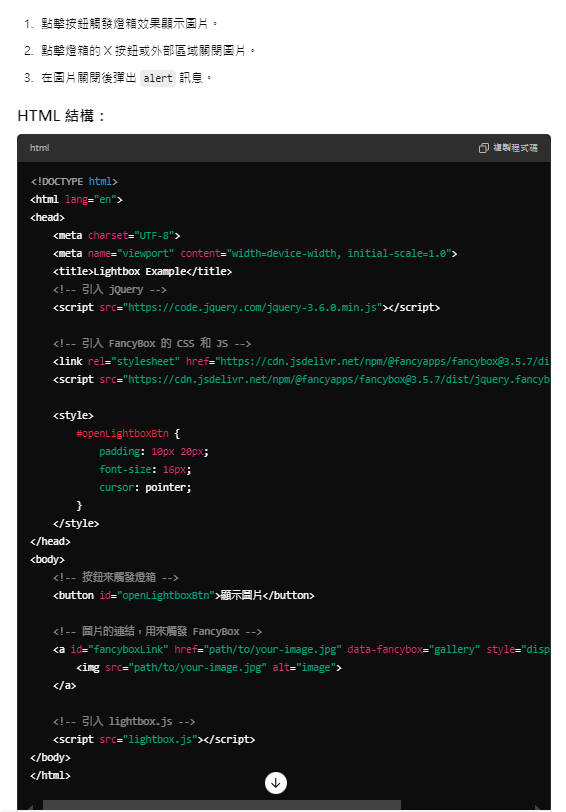 1. 點擊按鈕觸發燈箱效果顯示圖片。
2. 點擊燈箱的 X 按鈕或外部區域關閉圖片。
3. 在圖片關閉後彈出 alert 訊息。
HTML 結構：
html 複製程式碼
<!DOCTYPE html>
<html lang="en">
<head>
    <meta charset="UTF-8">
    <meta name="viewport" content="width=device-width, initial-scale=1.0">
    <title>Lightbox Example</title>
    <!-- 引入 jQuery -->
    <script src="https://code.jquery.com/jquery-3.6.0.min.js"></script>
    <!-- 引入 FancyBox 的 CSS 和 JS -->
    <link rel="stylesheet" href="https://cdn.jsdelivr.net/npm/@fancyapps/fancybox@3.5.7/di
    <script src="https://cdn.jsdelivr.net/npm/@fancyapps/fancybox@3.5.7/dist/jquery.fancyb
    <style>
        #openLightboxBtn {
            padding: 10px 20px;
            font-size: 16px;
            cursor: pointer;
        }
    </style>
</head>
<body>
    <!-- 按鈕來觸發燈箱 -->
    <button id="openLightboxBtn">顯示圖片</button>
    <!-- 圖片的連結，用來觸發 FancyBox -->
    <a id="fancyboxLink" href="path/to/your-image.jpg" data-fancybox="gallery" style="disp
        <img src="path/to/your-image.jpg" alt="image">
    </a>
    <!-- 引入 lightbox.js -->
    <script src="lightbox.js"></script>
</body>
</html>